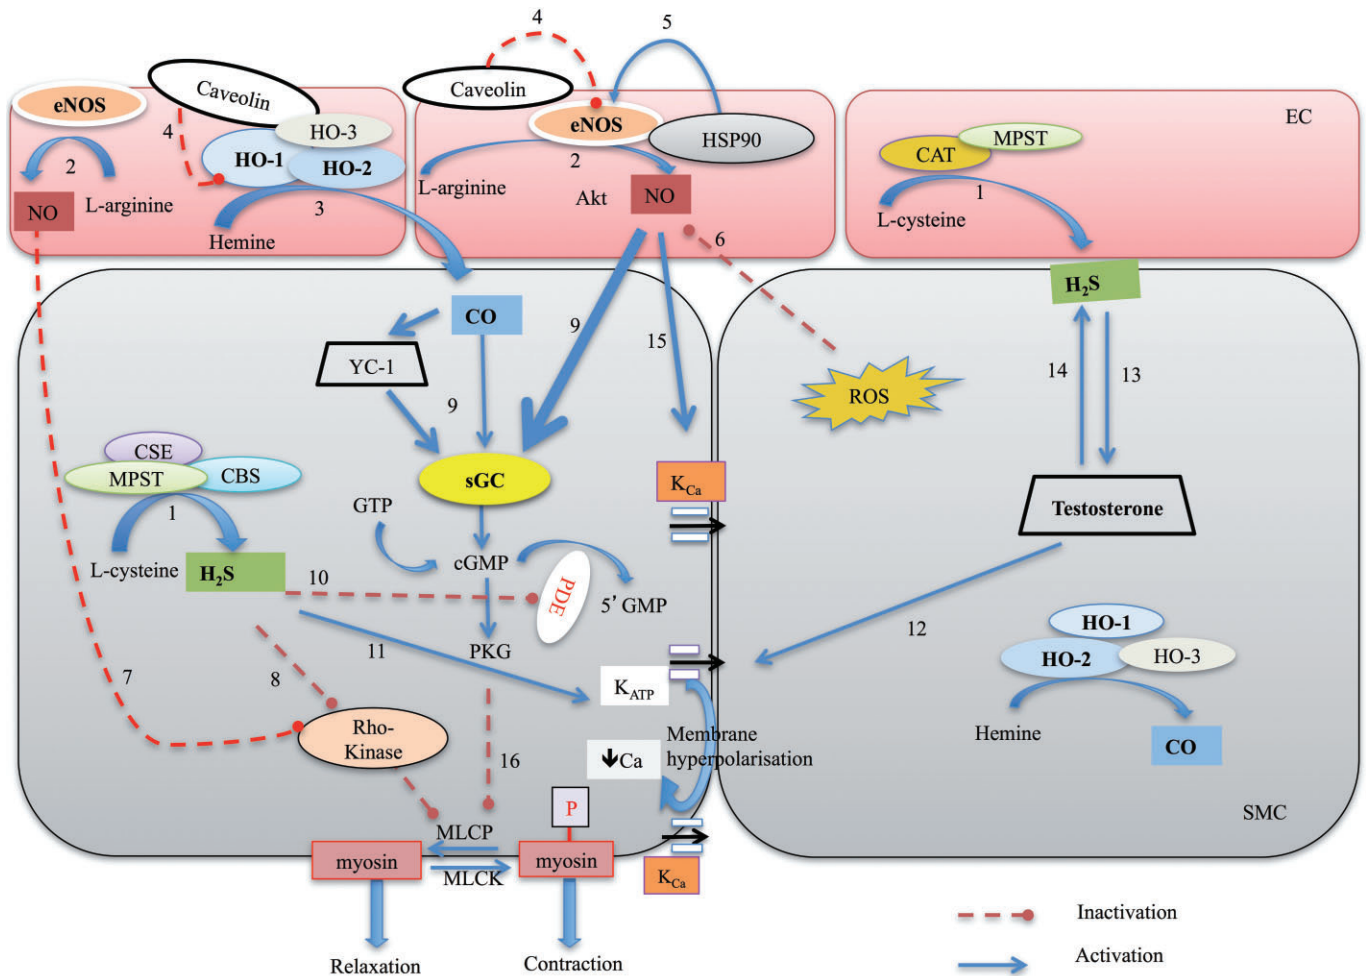 4
5
Caveolin
Caveolin
eNOS
eNOS
HO-3
HO-1
HO-2
4
2
HSP90
2
EC
MPST
CAT
1
L-cysteine
L-arginine
Akt
NO
NO
L-arginine
3
Hemine
6
H2S
CO
YC-1
9
9
15
14
13
ROS
CSE
MPST
CBS
1
sGC
KCa
GTP
Testosterone
L-cysteine
H2S
10
cGMP
PDE
5' GMP
12
HO-1
HO-2
HO-3
7
8
11
PKG
KATP
Membrane
hyperpolarisation
Hemine
CO
Rho-
Kinase
16
Ca
P
SMC
MLCP
myosin
myosin
MLCK
KCa
Relaxation
Contraction
Inactivation
Activation